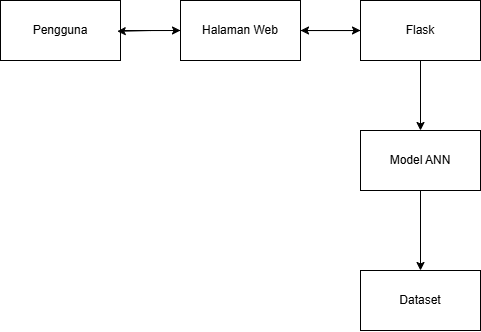 Pengguna
Halaman Web
Flask
Model ANN
Dataset